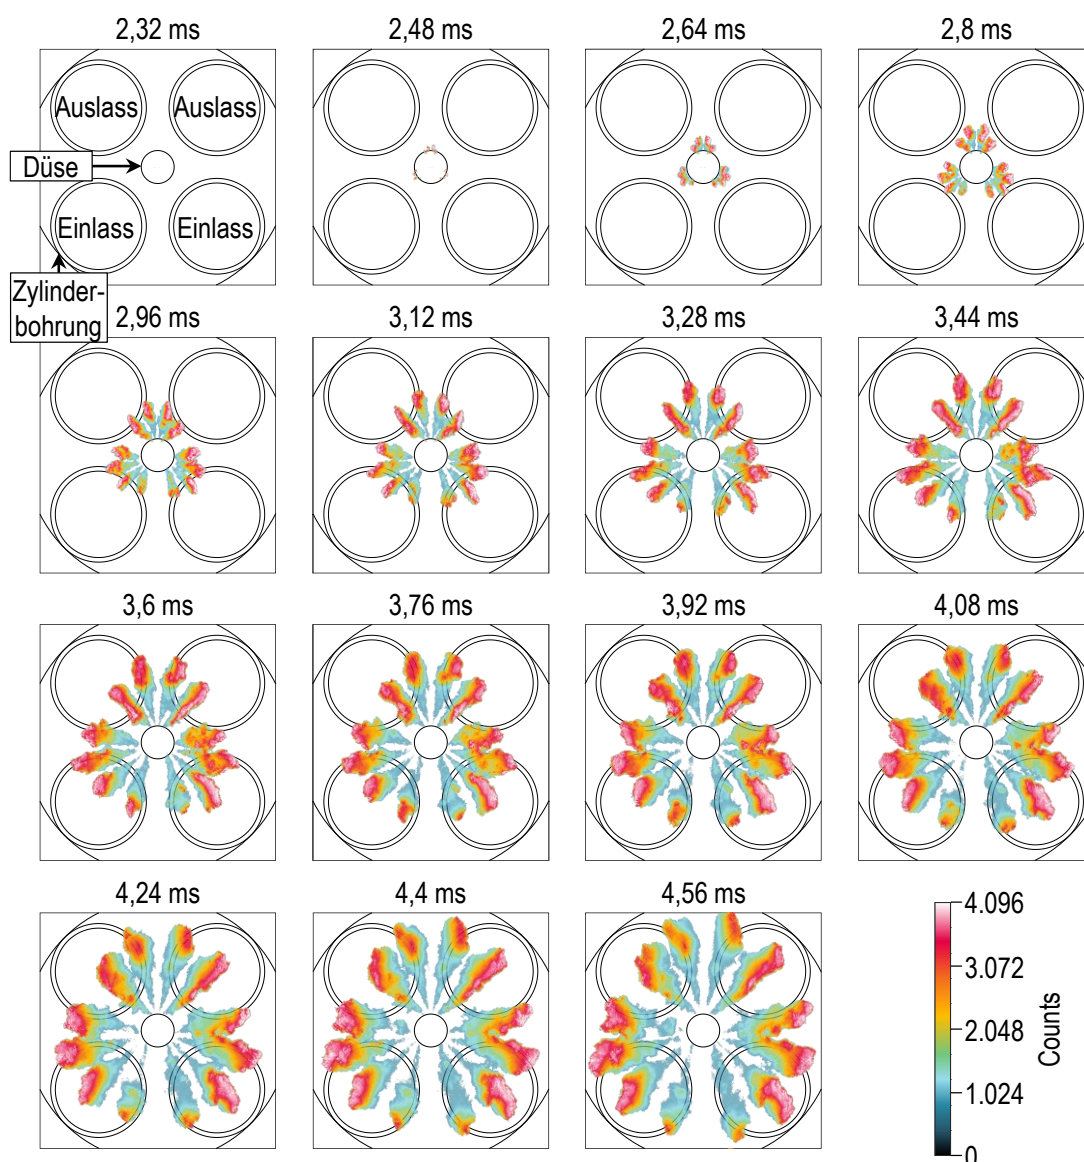 2,32 ms
2,48 ms
2,64 ms
2,8 ms
Auslass
Auslass
Düse
Einlass
Einlass
Zylinder-
bohrung
2,96 ms
3,12 ms
3,28 ms
3,44 ms
3,6 ms
3,76 ms
3,92 ms
4,08 ms
4,24 ms
4,4 ms
4,56 ms
4.096
3.072
2.048
1.024
0
Counts